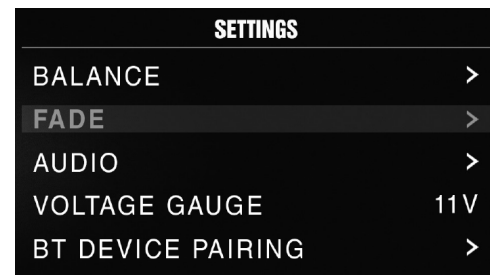 SETTINGS
BALANCE >
FADE >
AUDIO >
VOLTAGE GAUGE 11V
BT DEVICE PAIRING >